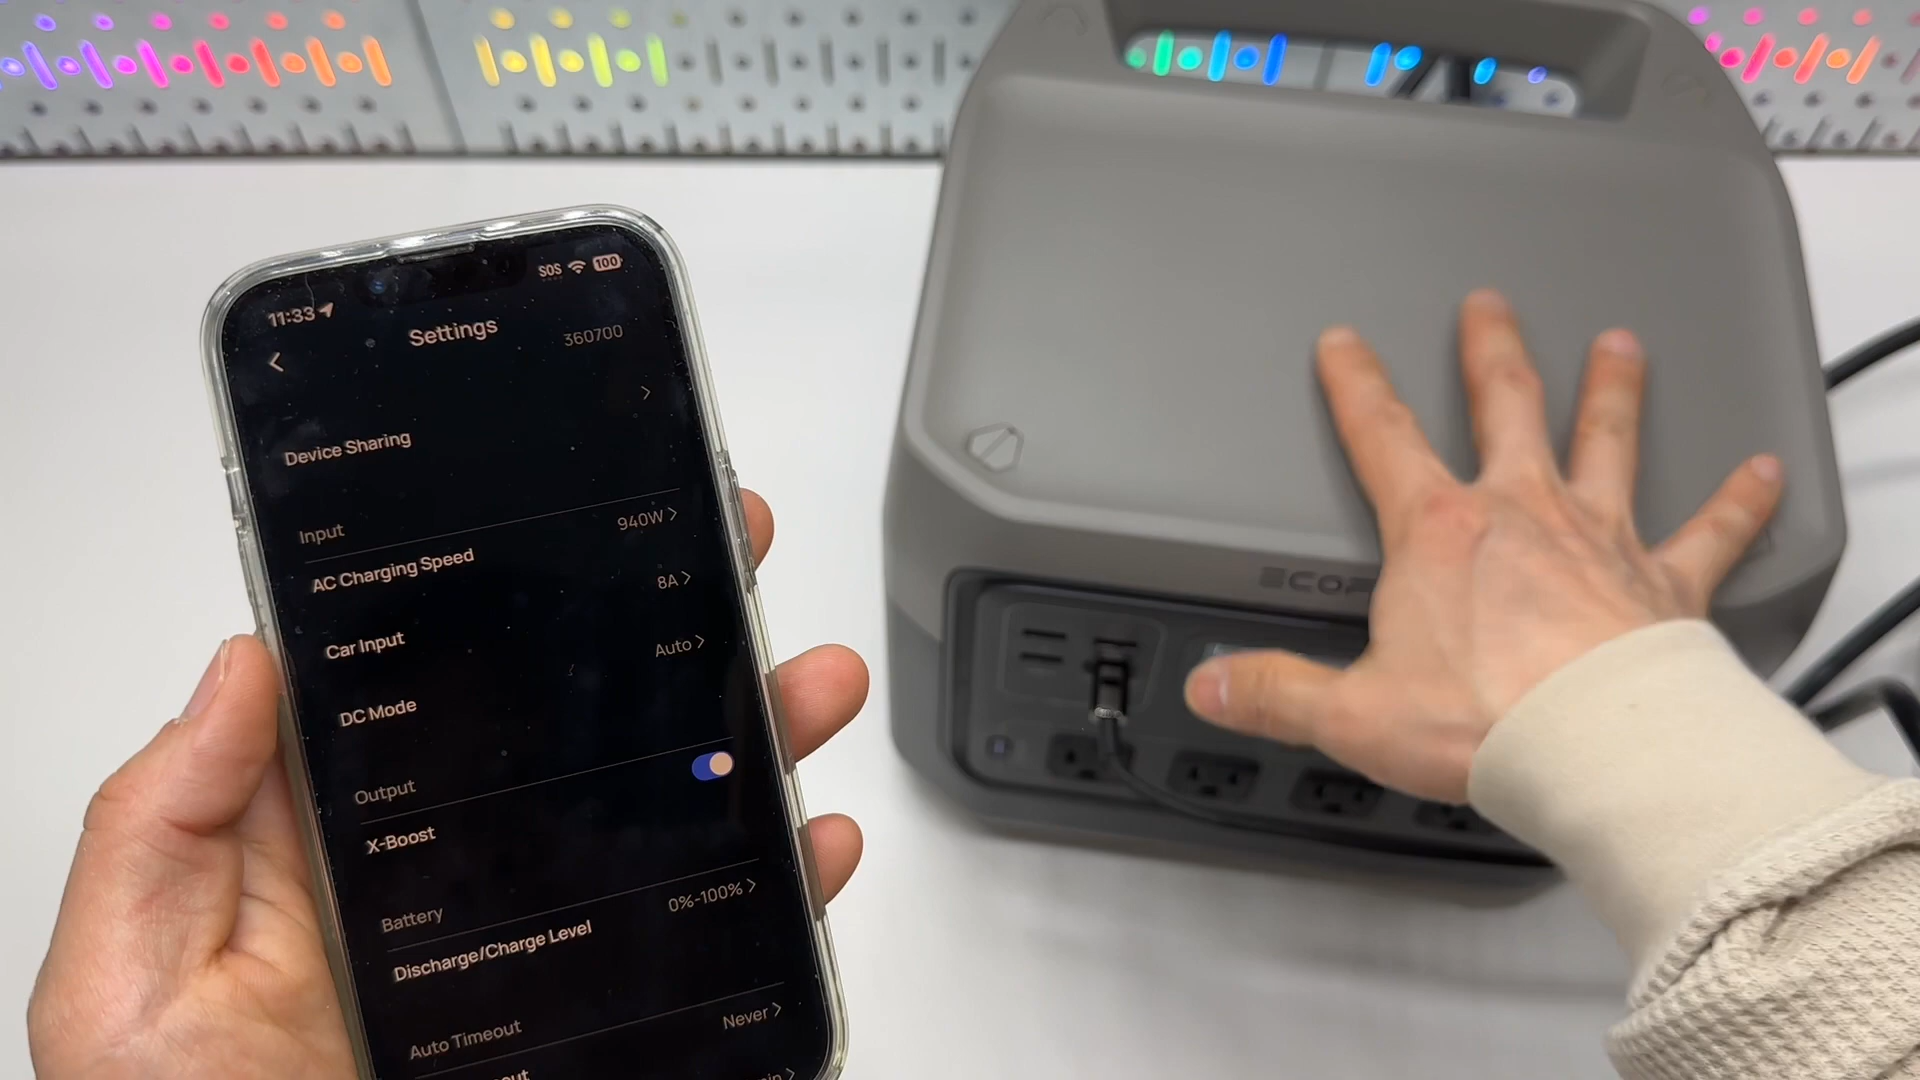 11:33
SOS
100
Settings
360700
Device Sharing
Input
940W
AC Charging Speed
8A
Car Input
Auto
DC Mode
Output
X-Boost
Battery
0%-100%
Discharge/Charge Level
Never
Auto Timeout